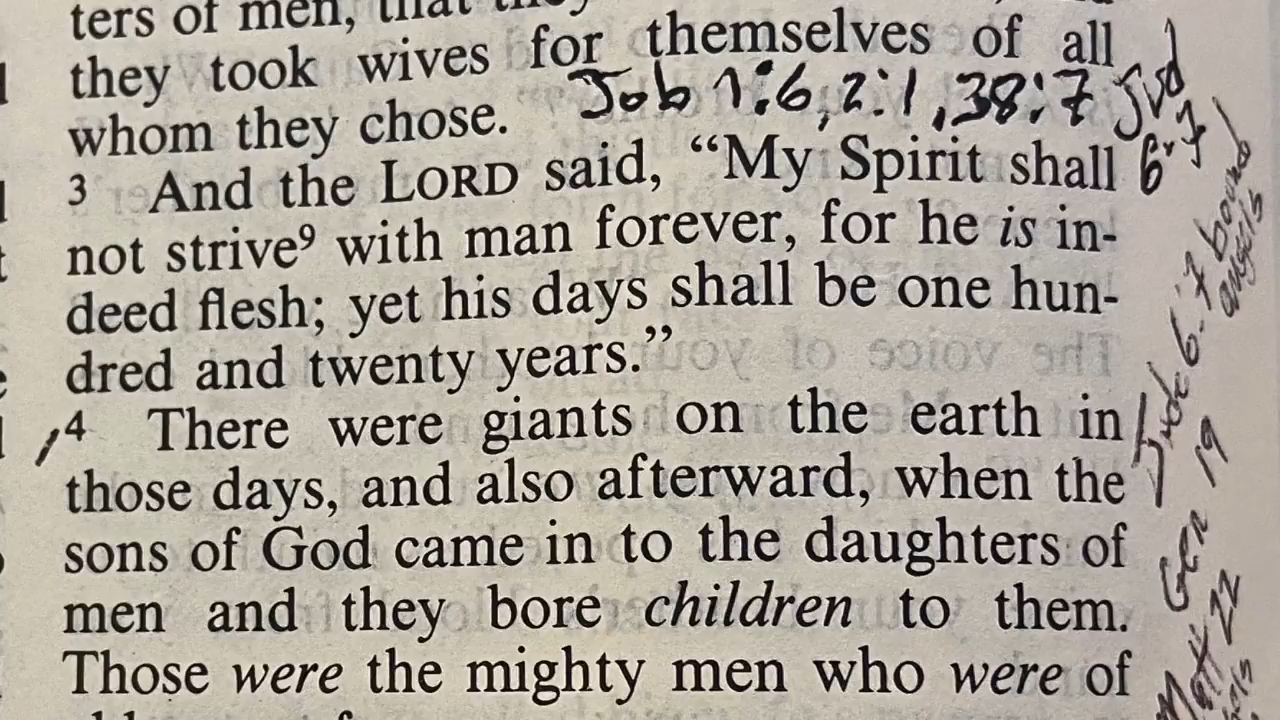 ters of men, that they
they took wives for themselves of all
whom they chose. Job 1:6, 2:1, 38:7 Jud
3 And the LORD said, “My Spirit shall 6.7
not strive⁹ with man forever, for he is in-
deed flesh; yet his days shall be one hun-
dred and twenty years.”
4 There were giants on the earth in
those days, and also afterward, when the
sons of God came in to the daughters of
men and they bore children to them.
Those were the mighty men who were of
Jude 6.7 bound
angels
Gen 19
Matt 22